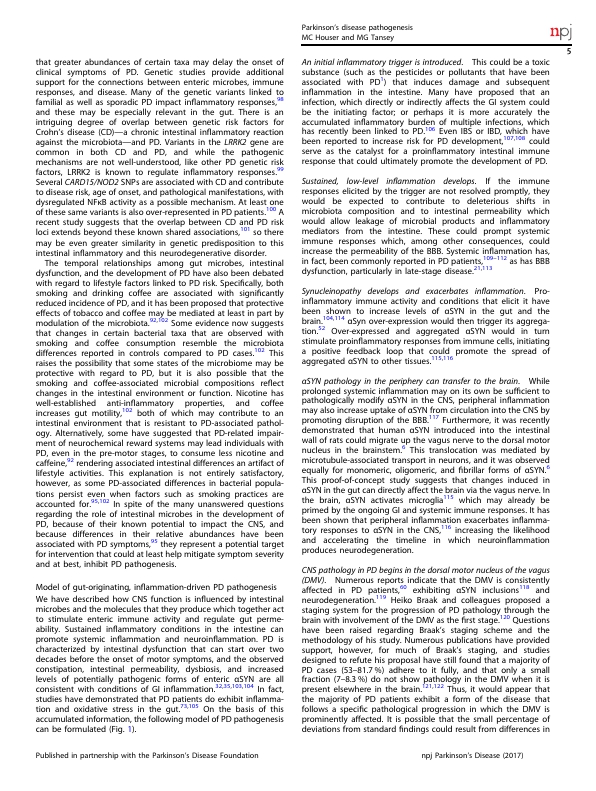 Parkinson's disease pathogenesis
MC Houser and MG Tansey
npj
5
that greater abundances of certain taxa may delay the onset of
clinical symptoms of PD. Genetic studies provide additional
support for the connections between enteric microbes, immune
responses, and disease. Many of the genetic variants linked to
familial as well as sporadic PD impact inflammatory responses,98
and these may be especially relevant in the gut. There is an
intriguing degree of overlap between genetic risk factors for
Crohn's disease (CD)—a chronic intestinal inflammatory reaction
against the microbiota—and PD. Variants in the LRRK2 gene are
common in both CD and PD, and while the pathogenic
mechanisms are not well-understood, like other PD genetic risk
factors, LRRK2 is known to regulate inflammatory responses.99
Several CARD15/NOD2 SNPs are associated with CD and contribute
to disease risk, age of onset, and pathological manifestations, with
dysregulated NFκB activity as a possible mechanism. At least one
of these same variants is also over-represented in PD patients.100 A
recent study suggests that the overlap between CD and PD risk
loci extends beyond these known shared associations,101 so there
may be even greater similarity in genetic predisposition to this
intestinal inflammatory and this neurodegenerative disorder.
The temporal relationships among gut microbes, intestinal
dysfunction, and the development of PD have also been debated
with regard to lifestyle factors linked to PD risk. Specifically, both
smoking and drinking coffee are associated with significantly
reduced incidence of PD, and it has been proposed that protective
effects of tobacco and coffee may be mediated at least in part by
modulation of the microbiota.92,102 Some evidence now suggests
that changes in certain bacterial taxa that are observed with
smoking and coffee consumption resemble the microbiota
differences reported in controls compared to PD cases.102 This
raises the possibility that some states of the microbiome may be
protective with regard to PD, but it is also possible that the
smoking and coffee-associated microbial compositions reflect
changes in the intestinal environment or function. Nicotine has
well-established anti-inflammatory properties, and coffee
increases gut motility,102 both of which may contribute to an
intestinal environment that is resistant to PD-associated pathol-
ogy. Alternatively, some have suggested that PD-related impair-
ment of neurochemical reward systems may lead individuals with
PD, even in the pre-motor stages, to consume less nicotine and
caffeine,92 rendering associated intestinal differences an artifact of
lifestyle activities. This explanation is not entirely satisfactory,
however, as some PD-associated differences in bacterial popula-
tions persist even when factors such as smoking practices are
accounted for.95,102 In spite of the many unanswered questions
regarding the role of intestinal microbes in the development of
PD, because of their known potential to impact the CNS, and
because differences in their relative abundances have been
associated with PD symptoms,95 they represent a potential target
for intervention that could at least help mitigate symptom severity
and at best, inhibit PD pathogenesis.
Model of gut-originating, inflammation-driven PD pathogenesis
We have described how CNS function is influenced by intestinal
microbes and the molecules that they produce which together act
to stimulate enteric immune activity and regulate gut perme-
ability. Sustained inflammatory conditions in the intestine can
promote systemic inflammation and neuroinflammation. PD is
characterized by intestinal dysfunction that can start over two
decades before the onset of motor symptoms, and the observed
constipation, intestinal permeability, dysbiosis, and increased
levels of potentially pathogenic forms of enteric αSYN are all
consistent with conditions of GI inflammation.32,35,103,104 In fact,
studies have demonstrated that PD patients do exhibit inflamma-
tion and oxidative stress in the gut.73,105 On the basis of this
accumulated information, the following model of PD pathogenesis
can be formulated (Fig. 1).
An initial inflammatory trigger is introduced. This could be a toxic
substance (such as the pesticides or pollutants that have been
associated with PD1) that induces damage and subsequent
inflammation in the intestine. Many have proposed that an
infection, which directly or indirectly affects the GI system could
be the initiating factor; or perhaps it is more accurately the
accumulated inflammatory burden of multiple infections, which
has recently been linked to PD.106 Even IBS or IBD, which have
been reported to increase risk for PD development,107,108 could
serve as the catalyst for a proinflammatory intestinal immune
response that could ultimately promote the development of PD.
Sustained, low-level inflammation develops. If the immune
responses elicited by the trigger are not resolved promptly, they
would be expected to contribute to deleterious shifts in
microbiota composition and to intestinal permeability which
would allow leakage of microbial products and inflammatory
mediators from the intestine. These could prompt systemic
immune responses which, among other consequences, could
increase the permeability of the BBB. Systemic inflammation has,
in fact, been commonly reported in PD patients,109–112 as has BBB
dysfunction, particularly in late-stage disease.21,113
Synucleinopathy develops and exacerbates inflammation. Pro-
inflammatory immune activity and conditions that elicit it have
been shown to increase levels of αSYN in the gut and the
brain.104,114 αSyn over-expression would then trigger its aggrega-
tion.52 Over-expressed and aggregated αSYN would in turn
stimulate proinflammatory responses from immune cells, initiating
a positive feedback loop that could promote the spread of
aggregated αSYN to other tissues.115,116
αSYN pathology in the periphery can transfer to the brain. While
prolonged systemic inflammation may on its own be sufficient to
pathologically modify αSYN in the CNS, peripheral inflammation
may also increase uptake of αSYN from circulation into the CNS by
promoting disruption of the BBB.117 Furthermore, it was recently
demonstrated that human αSYN introduced into the intestinal
wall of rats could migrate up the vagus nerve to the dorsal motor
nucleus in the brainstem.6 This translocation was mediated by
microtubule-associated transport in neurons, and it was observed
equally for monomeric, oligomeric, and fibrillar forms of αSYN.6
This proof-of-concept study suggests that changes induced in
αSYN in the gut can directly affect the brain via the vagus nerve. In
the brain, αSYN activates microglia115 which may already be
primed by the ongoing GI and systemic immune responses. It has
been shown that peripheral inflammation exacerbates inflamma-
tory responses to αSYN in the CNS,116 increasing the likelihood
and accelerating the timeline in which neuroinflammation
produces neurodegeneration.
CNS pathology in PD begins in the dorsal motor nucleus of the vagus
(DMV). Numerous reports indicate that the DMV is consistently
affected in PD patients,60 exhibiting αSYN inclusions118 and
neurodegeneration.119 Heiko Braak and colleagues proposed a
staging system for the progression of PD pathology through the
brain with involvement of the DMV as the first stage.120 Questions
have been raised regarding Braak's staging scheme and the
methodology of his study. Numerous publications have provided
support, however, for much of Braak's staging, and studies
designed to refute his proposal have still found that a majority of
PD cases (53–81.7 %) adhere to it fully, and that only a small
fraction (7–8.3 %) do not show pathology in the DMV when it is
present elsewhere in the brain.121,122 Thus, it would appear that
the majority of PD patients exhibit a form of the disease that
follows a specific pathological progression in which the DMV is
prominently affected. It is possible that the small percentage of
deviations from standard findings could result from differences in
Published in partnership with the Parkinson's Disease Foundation
npj Parkinson's Disease (2017)